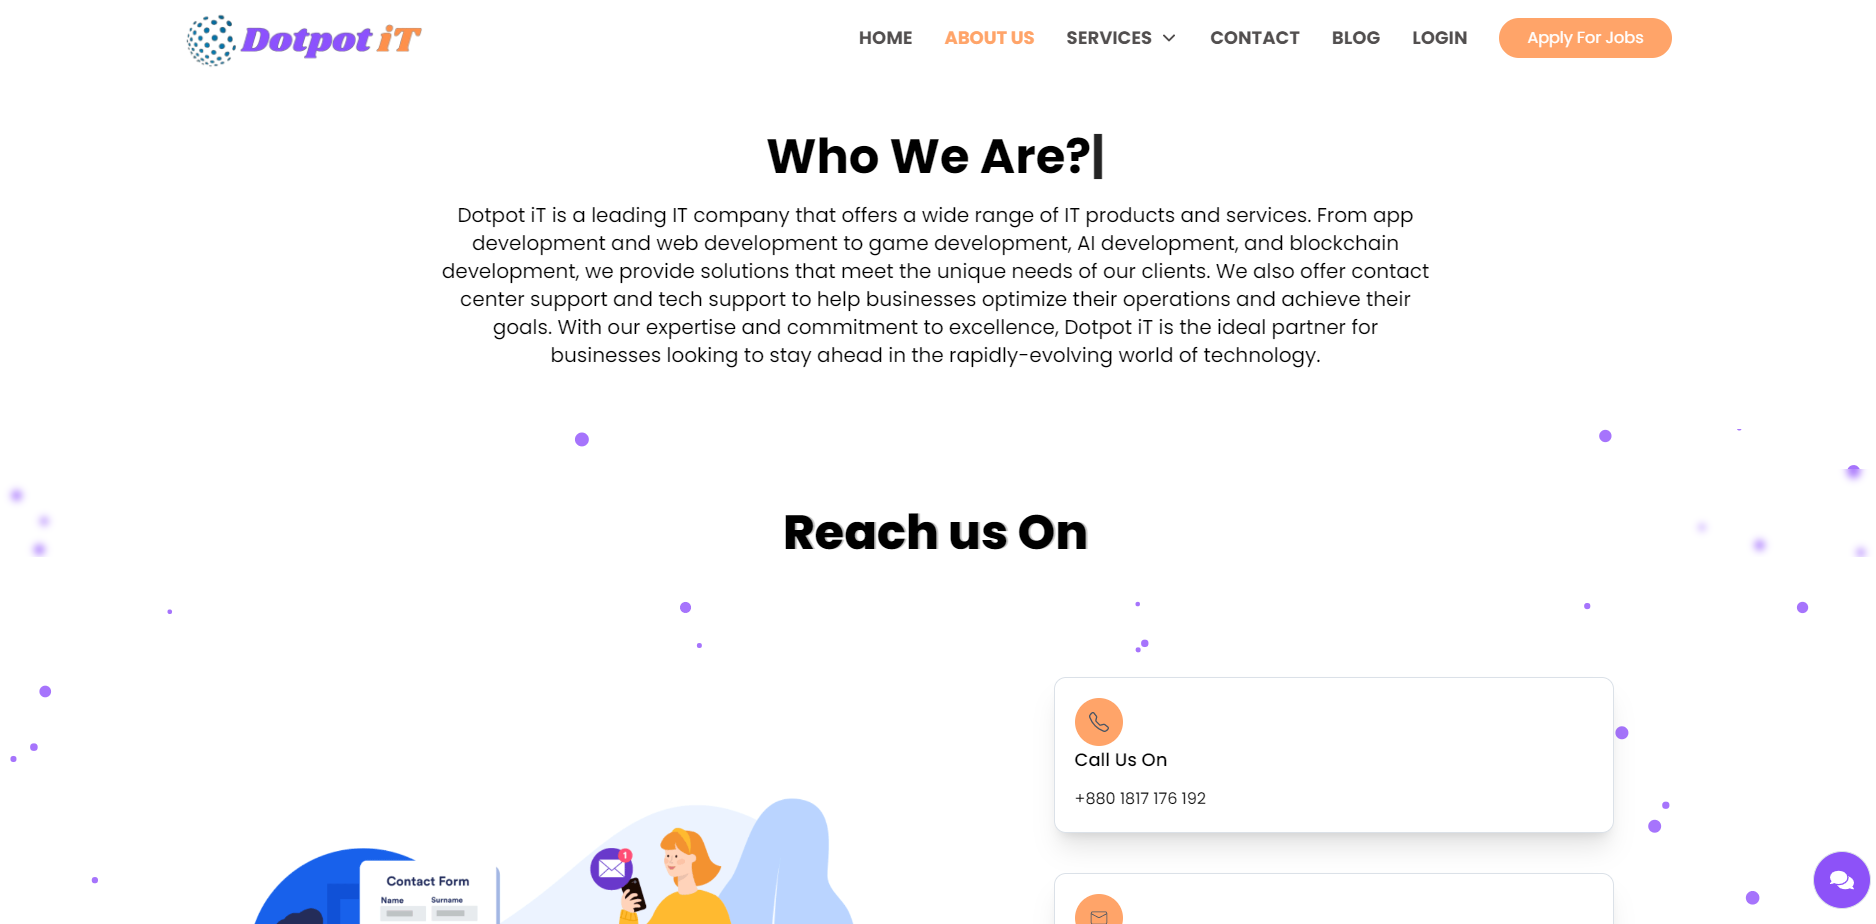 Dotpot iT
HOME ABOUT US SERVICES CONTACT BLOG LOGIN Apply For Jobs
Who We Are?|
Dotpot iT is a leading IT company that offers a wide range of IT products and services. From app
development and web development to game development, AI development, and blockchain
development, we provide solutions that meet the unique needs of our clients. We also offer contact
center support and tech support to help businesses optimize their operations and achieve their
goals. With our expertise and commitment to excellence, Dotpot iT is the ideal partner for
businesses looking to stay ahead in the rapidly-evolving world of technology.
Reach us On
Call Us On
+880 1817 176 192
1
Contact Form
Name Surname